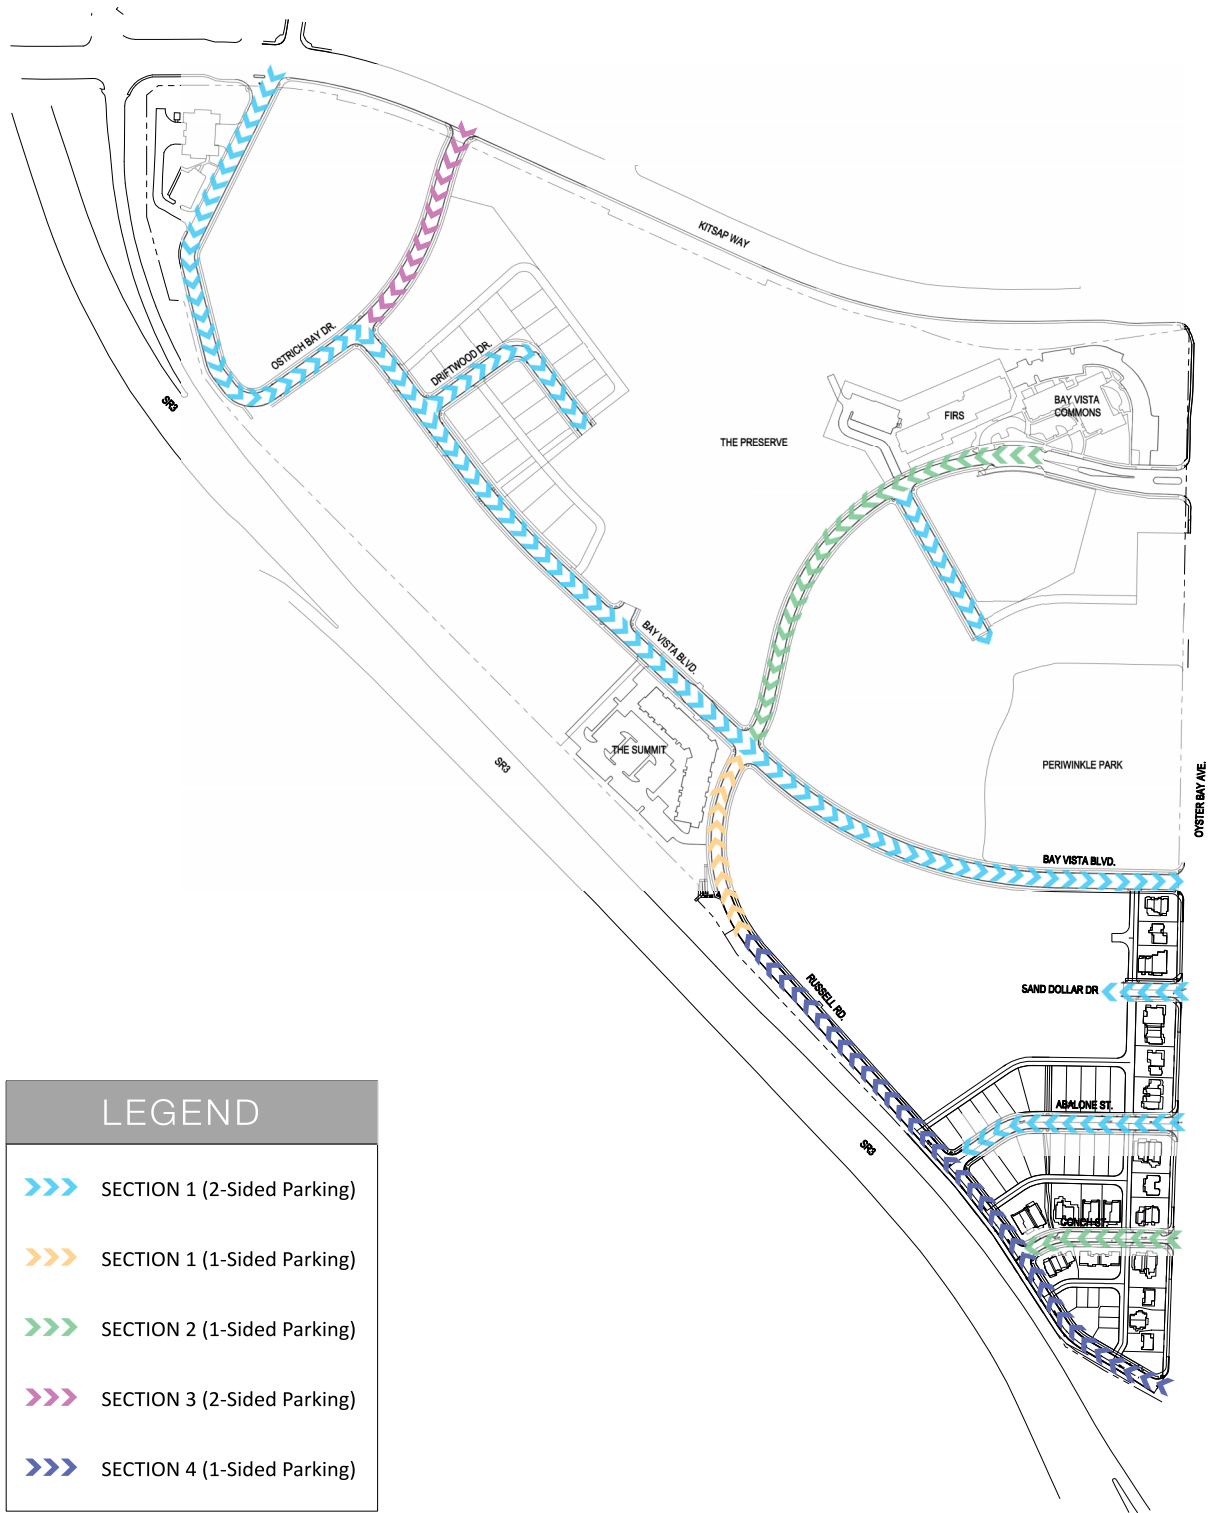 KITSAP WAY
OSTRICH BAY DR.
DRIFTWOOD DR.
SR3
FIRS
BAY VISTA
COMMONS
THE PRESERVE
BAY VISTA BLVD.
THE SUMMIT
SR3
PERIWINKLE PARK
OYSTER BAY AVE.
BAY VISTA BLVD.
RUSSELL RD.
SAND DOLLAR DR
ABALONE ST.
SR3
CONCH ST.
LEGEND
SECTION 1 (2-Sided Parking)
SECTION 1 (1-Sided Parking)
SECTION 2 (1-Sided Parking)
SECTION 3 (2-Sided Parking)
SECTION 4 (1-Sided Parking)